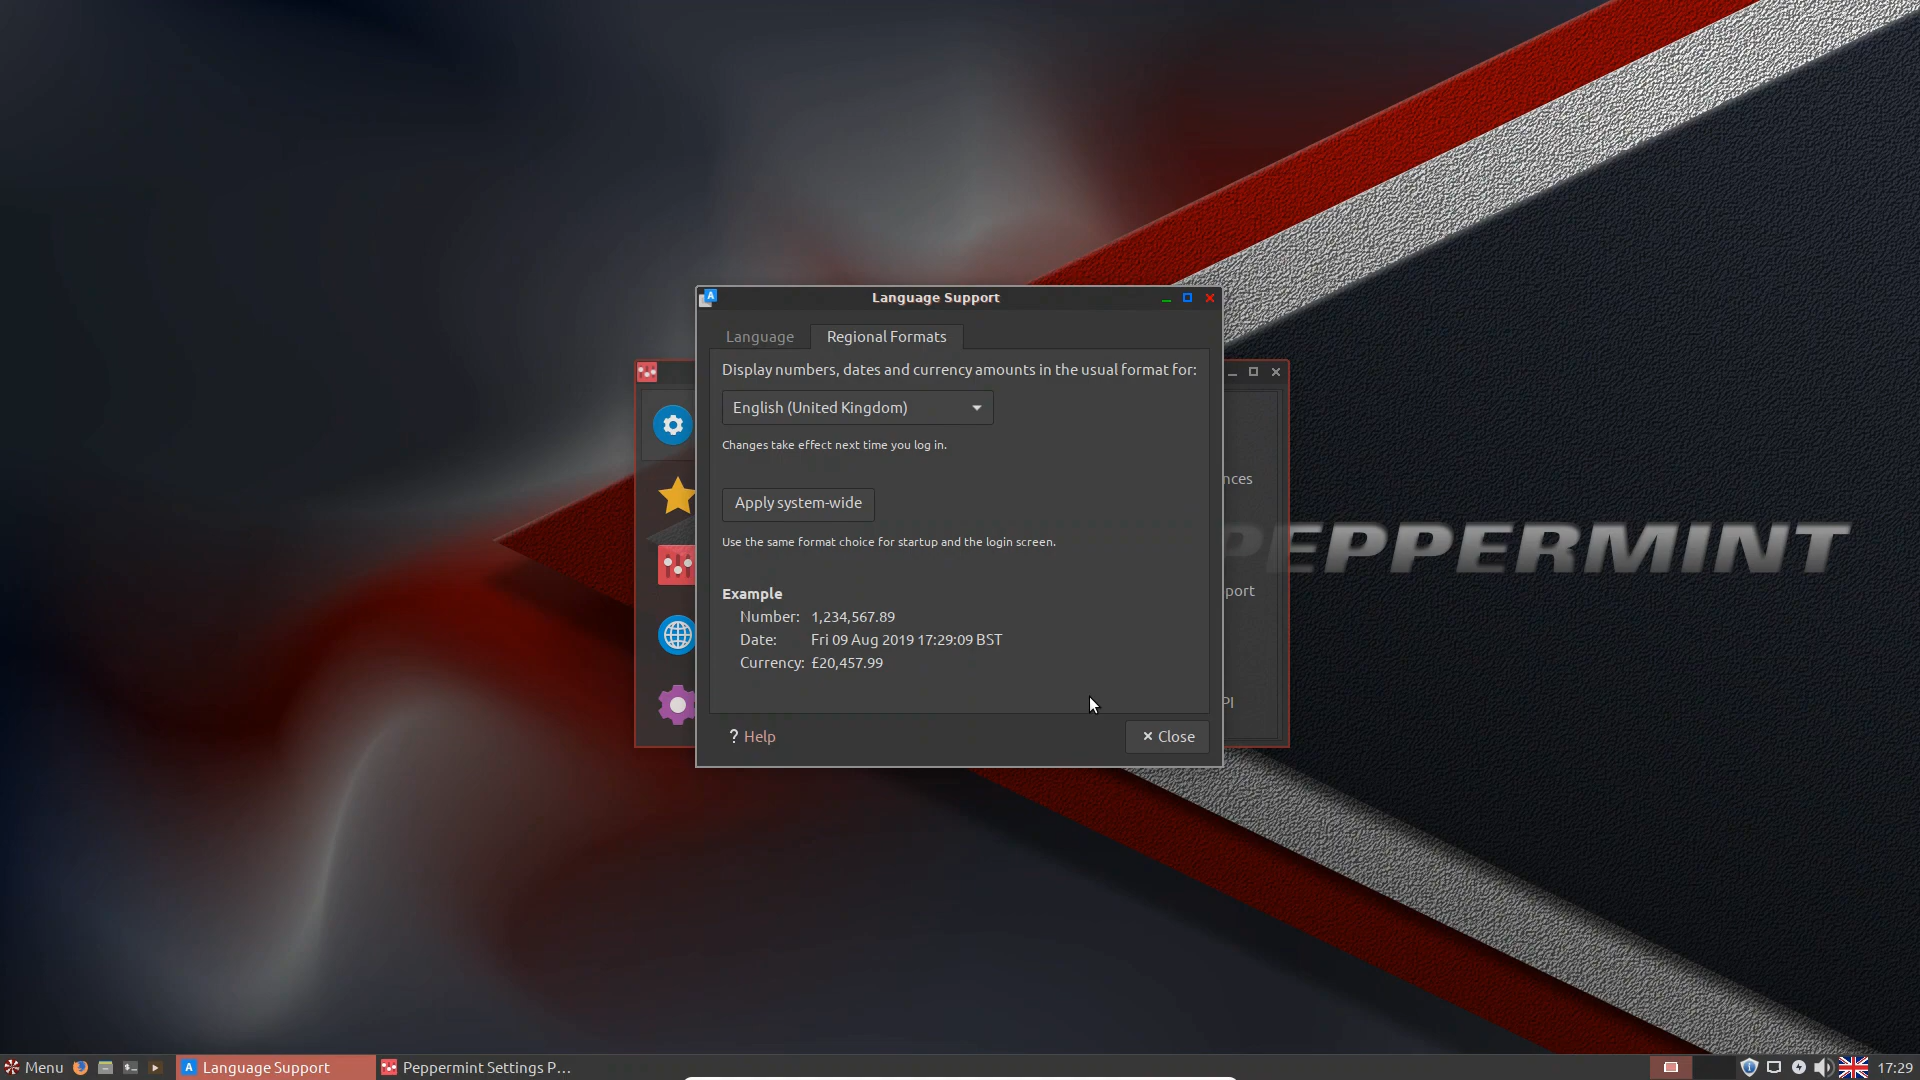 Language Support
Language
Regional Formats
Display numbers, dates and currency amounts in the usual format for:
English (United Kingdom)
Changes take effect next time you log in.
Apply system-wide
Use the same format choice for startup and the login screen.
Example
Number: 1,234,567.89
Date: Fri 09 Aug 2019 17:29:09 BST
Currency: £20,457.99
? Help
Close
nces
port
PI
PEPPERMINT
Menu
Language Support
Peppermint Settings P...
17:29